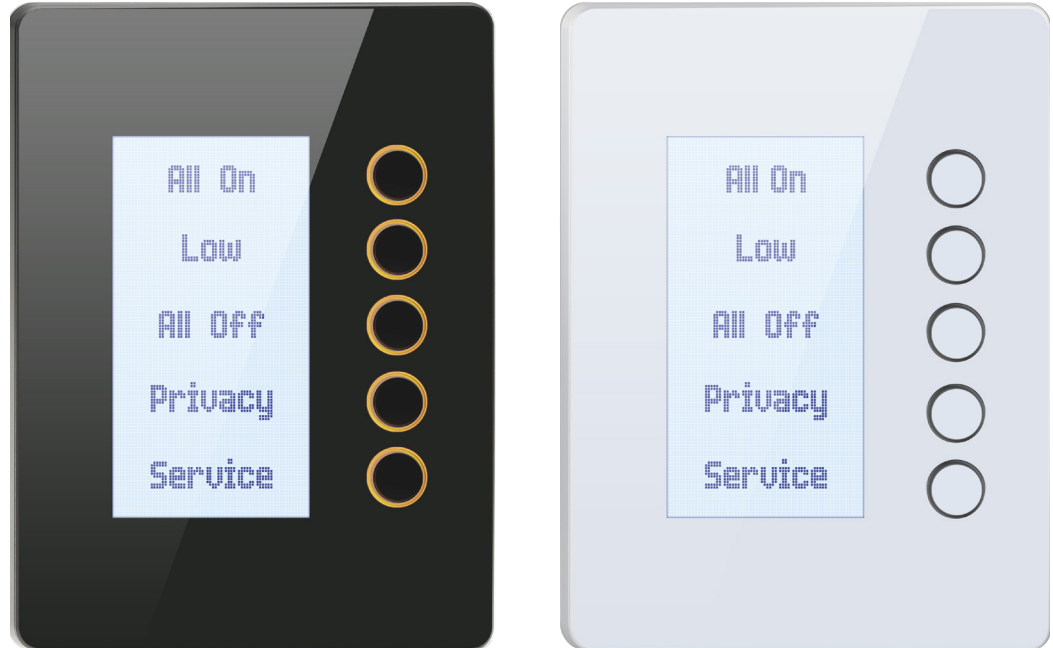 All On
Low
All Off
Privacy
Service
All On
Low
All Off
Privacy
Service